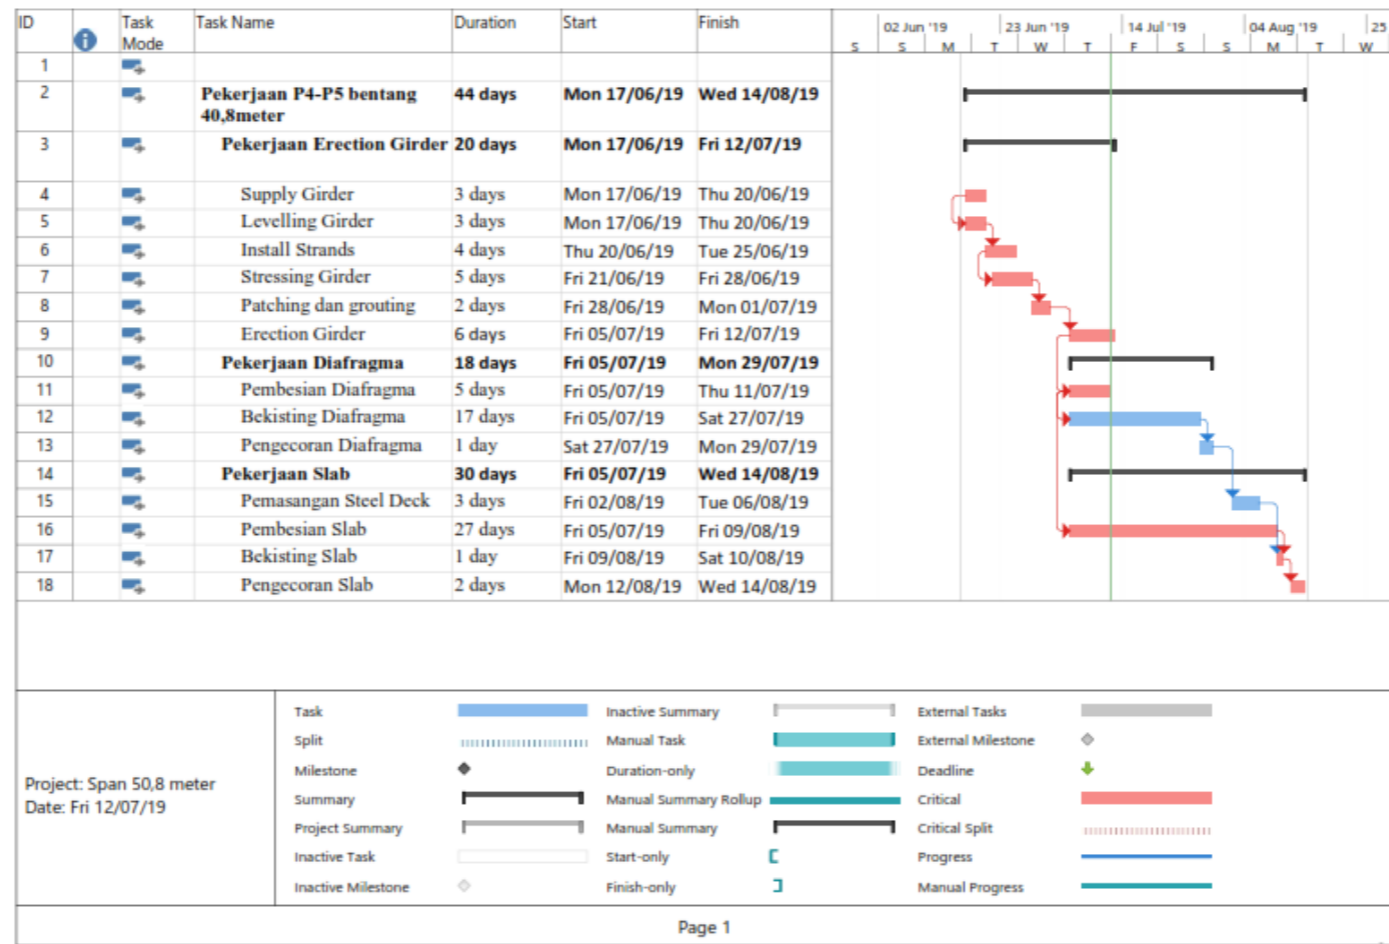 ID Task Mode Task Name Duration Start Finish 02 Jun '19 23 Jun '19 14 Jul '19 04 Aug '19 25
S S M T W T F S S M T W
1
2 Pekerjaan P4-P5 bentang 40,8meter 44 days Mon 17/06/19 Wed 14/08/19
3 Pekerjaan Erection Girder 20 days Mon 17/06/19 Fri 12/07/19
4 Supply Girder 3 days Mon 17/06/19 Thu 20/06/19
5 Levelling Girder 3 days Mon 17/06/19 Thu 20/06/19
6 Install Strands 4 days Thu 20/06/19 Tue 25/06/19
7 Stressing Girder 5 days Fri 21/06/19 Fri 28/06/19
8 Patching dan grouting 2 days Fri 28/06/19 Mon 01/07/19
9 Erection Girder 6 days Fri 05/07/19 Fri 12/07/19
10 Pekerjaan Diafragma 18 days Fri 05/07/19 Mon 29/07/19
11 Pembesian Diafragma 5 days Fri 05/07/19 Thu 11/07/19
12 Bekisting Diafragma 17 days Fri 05/07/19 Sat 27/07/19
13 Pengecoran Diafragma 1 day Sat 27/07/19 Mon 29/07/19
14 Pekerjaan Slab 30 days Fri 05/07/19 Wed 14/08/19
15 Pemasangan Steel Deck 3 days Fri 02/08/19 Tue 06/08/19
16 Pembesian Slab 27 days Fri 05/07/19 Fri 09/08/19
17 Bekisting Slab 1 day Fri 09/08/19 Sat 10/08/19
18 Pengecoran Slab 2 days Mon 12/08/19 Wed 14/08/19
Project: Span 50,8 meter
Date: Fri 12/07/19
Task Inactive Summary External Tasks
Split Manual Task External Milestone
Milestone Duration-only Deadline
Summary Manual Summary Rollup Critical
Project Summary Manual Summary Critical Split
Inactive Task Start-only Progress
Inactive Milestone Finish-only Manual Progress
Page 1